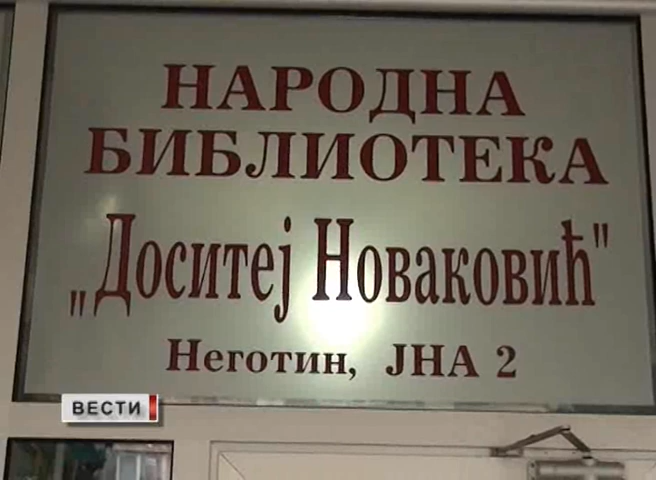 НАРОДНА
БИБЛИОТЕКА
„Доситеј Новаковић"
Неготин, ЈНА 2
ВЕСТИ